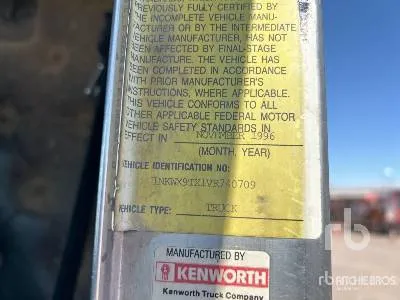 PREVIOUSLY FULLY CERTIFIED BY
THE INCOMPLETE VEHICLE MANU-
FACTURER OR BY THE INTERMEDIATE
VEHICLE MANUFACTURER, HAS NOT
BEEN AFFECTED BY FINAL-STAGE
MANUFACTURE. THE VEHICLE HAS
BEEN COMPLETED IN ACCORDANCE
WITH PRIOR MANUFACTURER'S
INSTRUCTIONS, WHERE APPLICABLE.
THIS VEHICLE CONFORMS TO ALL
OTHER APPLICABLE FEDERAL MOTOR
VEHICLE SAFETY STANDARDS IN
EFFECT IN NOVEMBER 1996
(MONTH, YEAR)
VEHICLE IDENTIFICATION NO:
1NKWX9TX1VR740709
VEHICLE TYPE: TRUCK
MANUFACTURED BY
KENWORTH
Kenworth Truck Company
rb
rb RITCHIE BROS.